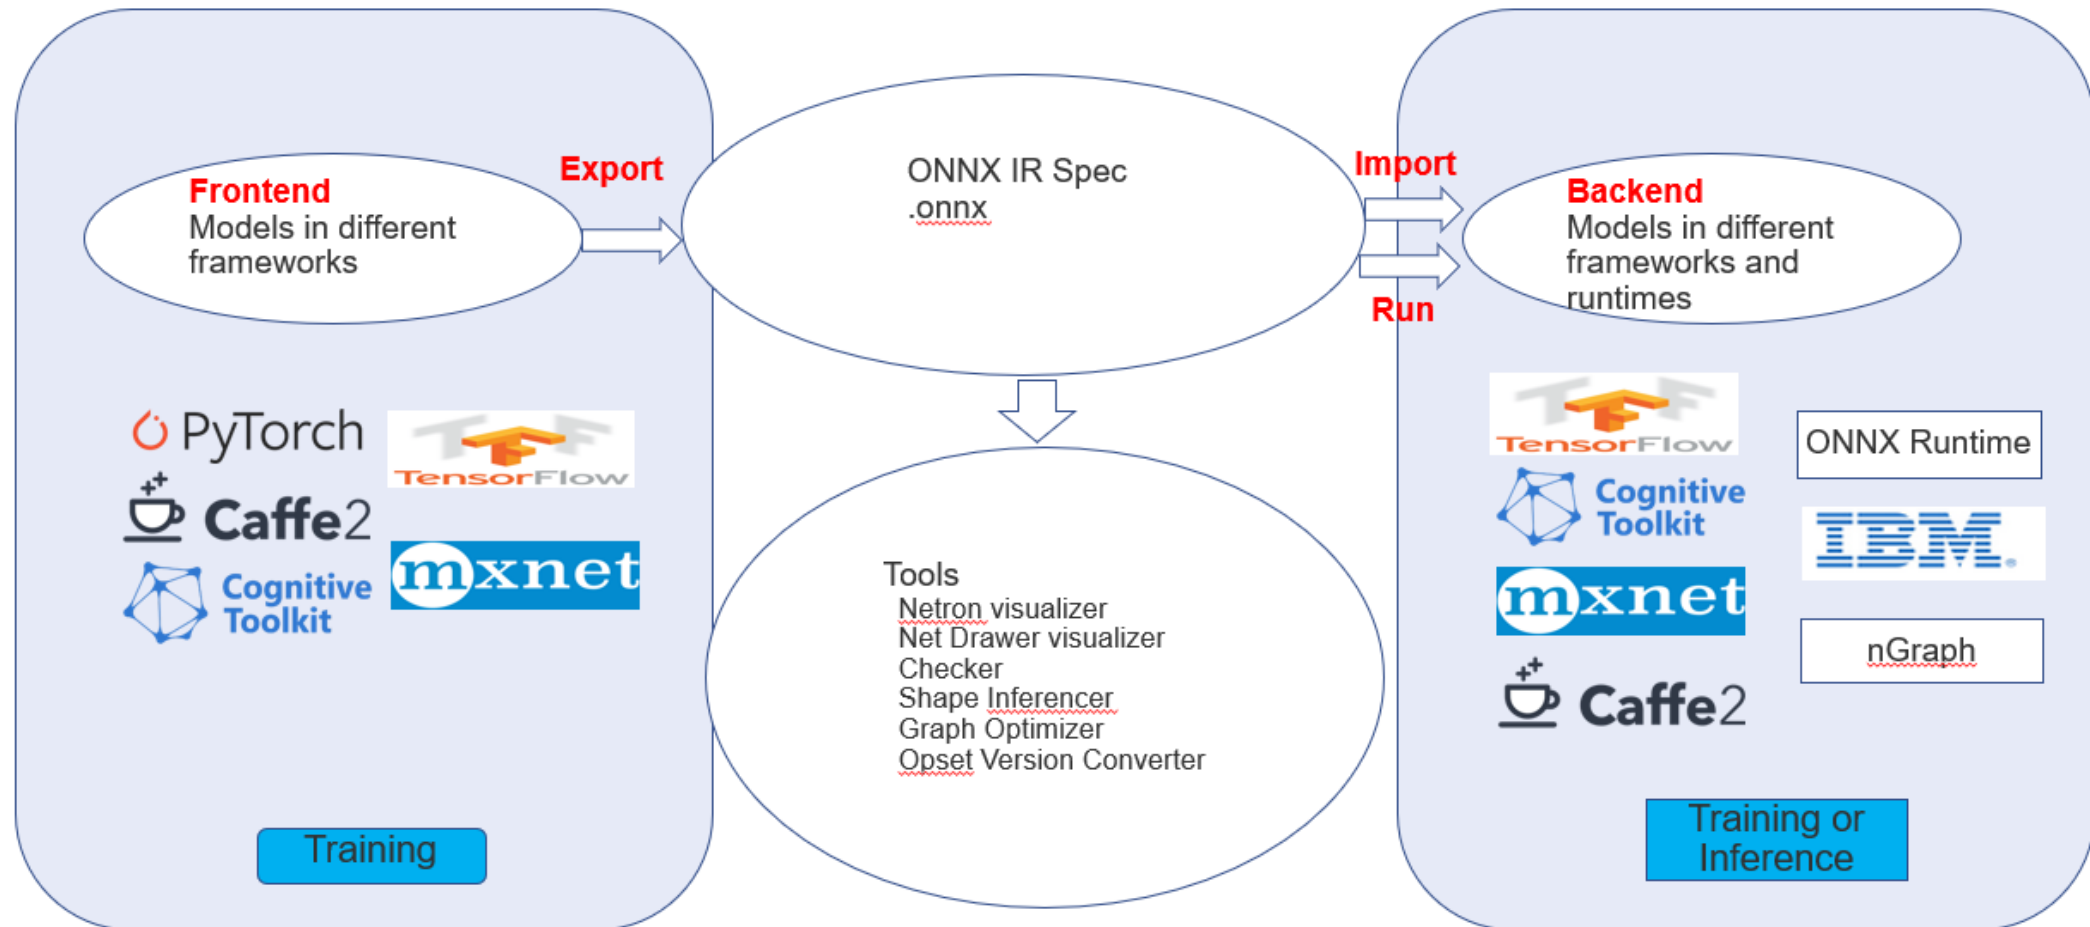 Frontend
Models in different
frameworks
Export
PyTorch
TensorFlow
Caffe2
mxnet
Cognitive
Toolkit
Training
ONNX IR Spec
.onnx
Tools
Netron visualizer
Net Drawer visualizer
Checker
Shape Inferencer
Graph Optimizer
Opset Version Converter
Import
Run
Backend
Models in different
frameworks and
runtimes
TensorFlow
ONNX Runtime
Cognitive
Toolkit
IBM®
mxnet
nGraph
Caffe2
Training or
Inference